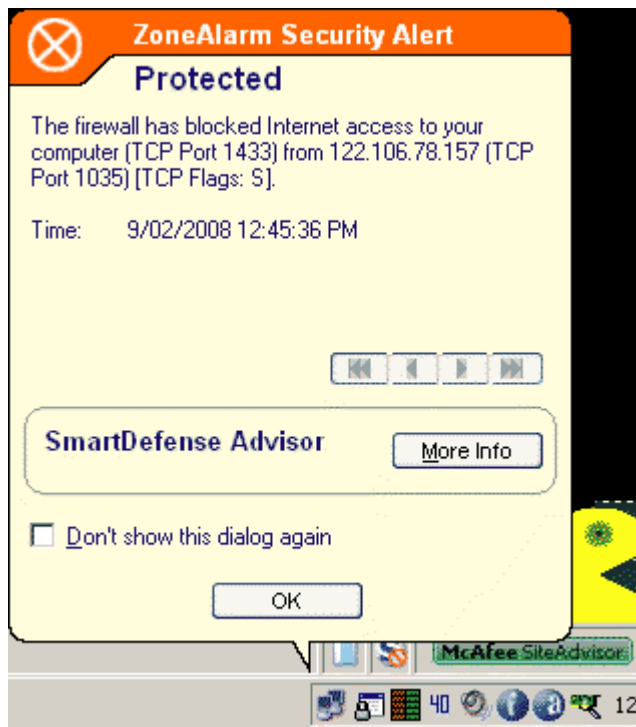 ZoneAlarm Security Alert
Protected
The firewall has blocked Internet access to your
computer (TCP Port 1433) from 122.106.78.157 (TCP
Port 1035) [TCP Flags: S].
Time: 9/02/2008 12:45:36 PM
SmartDefense Advisor
More Info
Don't show this dialog again
OK
McAfee SiteAdvisor
40
12